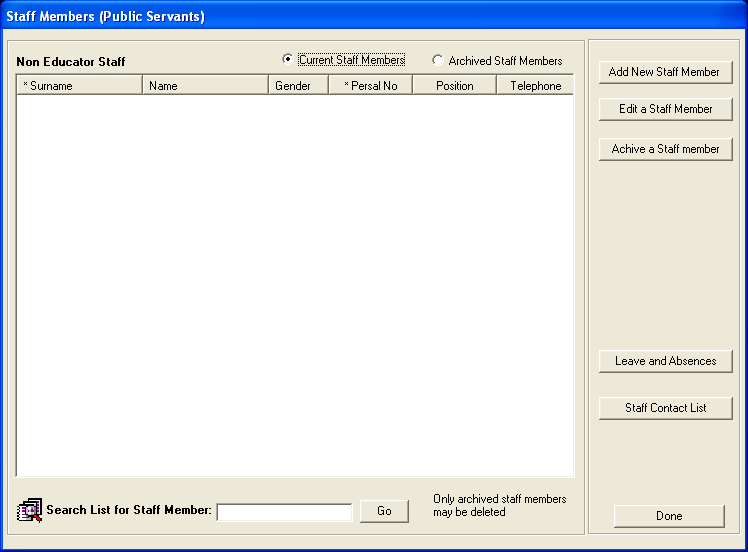 Staff Members (Public Servants)
Non Educator Staff
Current Staff Members
Archived Staff Members
* Surname Name Gender * Persal No Position Telephone
Add New Staff Member
Edit a Staff Member
Achive a Staff member
Leave and Absences
Staff Contact List
Search List for Staff Member:
Go
Only archived staff members
may be deleted
Done